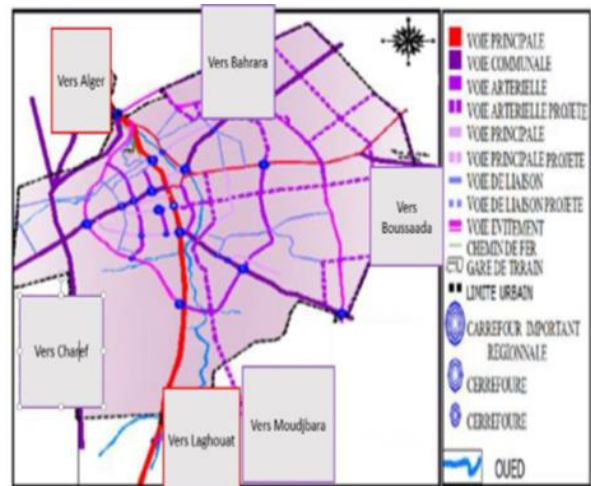 Vers Alger
Vers Bahrara
Vers
Boussaada
Vers Charef
Vers Laghouat
Vers Moudjbara
VOIE PRINCIPALE
VOIE COMMUNALE
VOIE ARTERIELLE
VOIE ARTERIELLE PROJETE
VOIE PRINCIPALE
VOIE PRINCIPALE PROJETE
VOIE DE LIAISON
VOIE DE LIAISON PROJETE
VOIE EVITEMENT
CHEMIN DE FER
GARE DE TRRAIN
LIMITE URBAIN
CARREFOUR IMPORTANT
REGIONNALE
CERREFOURE
CERREFOURE
OUED